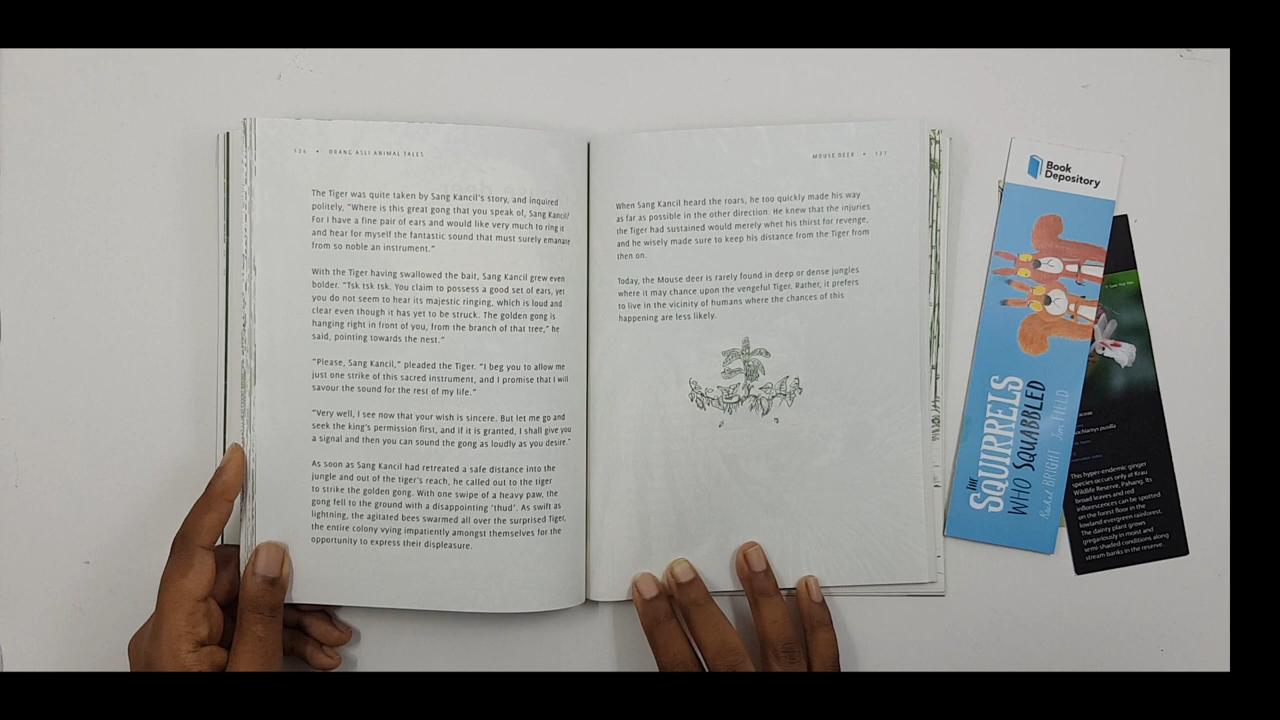 126 • ORANG ASLI ANIMAL TALES
The Tiger was quite taken by Sang Kancil's story, and inquired
politely, "Where is this great gong that you speak of, Sang Kancil?
For I have a fine pair of ears and would like very much to ring it
and hear for myself the fantastic sound that must surely emanate
from so noble an instrument."
With the Tiger having swallowed the bait, Sang Kancil grew even
bolder. "Tsk tsk tsk. You claim to possess a good set of ears, yet
you do not seem to hear its majestic ringing, which is loud and
clear even though it has yet to be struck. The golden gong is
hanging right in front of you, from the branch of that tree," he
said, pointing towards the nest."
"Please, Sang Kancil," pleaded the Tiger. "I beg you to allow me
just one strike of this sacred instrument, and I promise that I will
savour the sound for the rest of my life."
"Very well, I see now that your wish is sincere. But let me go and
seek the king's permission first, and if it is granted, I shall give you
a signal and then you can sound the gong as loudly as you desire."
As soon as Sang Kancil had retreated a safe distance into the
jungle and out of the tiger's reach, he called out to the tiger
to strike the golden gong. With one swipe of a heavy paw, the
gong fell to the ground with a disappointing 'thud'. As swift as
lightning, the agitated bees swarmed all over the surprised Tiger,
the entire colony vying impatiently amongst themselves for the
opportunity to express their displeasure.
MOUSE DEER • 127
When Sang Kancil heard the roars, he too quickly made his way
as far as possible in the other direction. He knew that the injuries
the Tiger had sustained would merely whet his thirst for revenge,
and he wisely made sure to keep his distance from the Tiger from
then on.
Today, the Mouse deer is rarely found in deep or dense jungles
where it may chance upon the vengeful Tiger. Rather, it prefers
to live in the vicinity of humans where the chances of this
happening are less likely.
Book
Depository
THE
SQUIRRELS
WHO SQUABBLED
Rachel BRIGHT Jim FIELD
This hyper-endemic ginger
species occurs only at Krau
Wildlife Reserve, Pahang. Its
broad leaves and red
inflorescences can be spotted
on the forest floor in the
lowland evergreen rainforest.
The dainty plant grows
gregariously in moist and
semi-shaded conditions along
stream banks in the reserve.